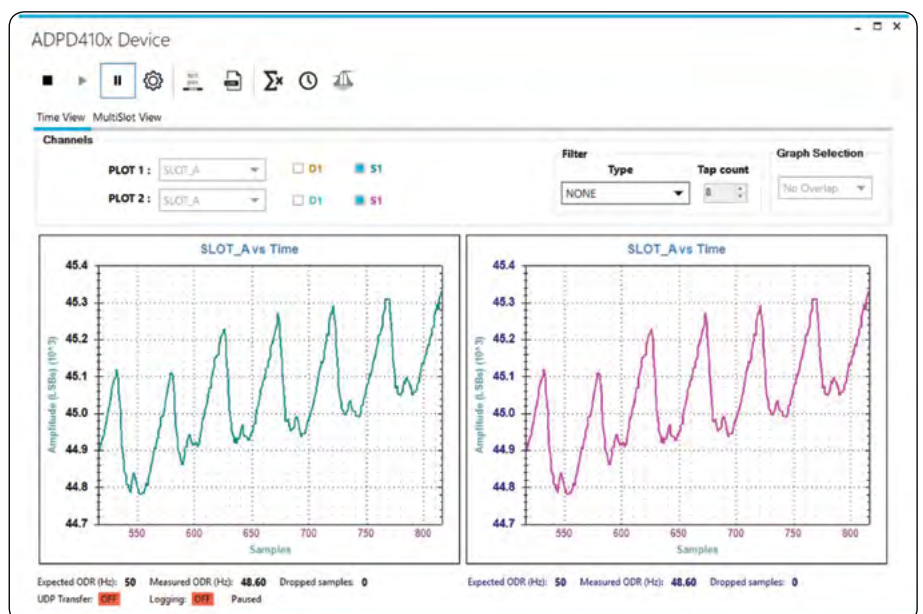 ADPD410x Device
Time View MultiSlot View
Channels
PLOT 1 : SLOT_A D1 S1
PLOT 2 : SLOT_A D1 S1
Filter
Type Tap count
NONE 8
Graph Selection
No Overlap
SLOT_A vs Time
45.4
45.3
45.2
45.1
45.0
44.9
44.8
44.7
Amplitude (LSBs) (10^3)
550 600 650 700 750 800
Samples
SLOT_A vs Time
45.4
45.3
45.2
45.1
45.0
44.9
44.8
44.7
Amplitude (LSBs) (10^3)
550 600 650 700 750 800
Samples
Expected ODR (Hz): 50 Measured ODR (Hz): 48.60 Dropped samples: 0
Expected ODR (Hz): 50 Measured ODR (Hz): 48.60 Dropped samples: 0
UDP Transfer: OFF Logging: OFF Paused